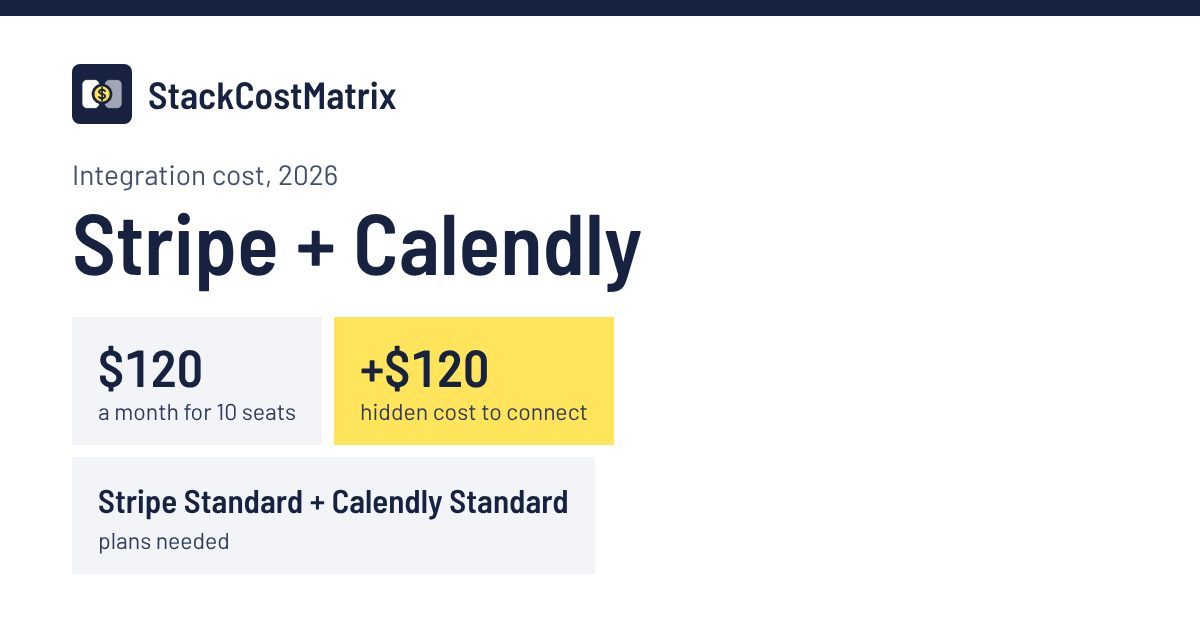 StackCostMatrix
Integration cost, 2026
Stripe + Calendly
$120
a month for 10 seats
+$120
hidden cost to connect
Stripe Standard + Calendly Standard
plans needed